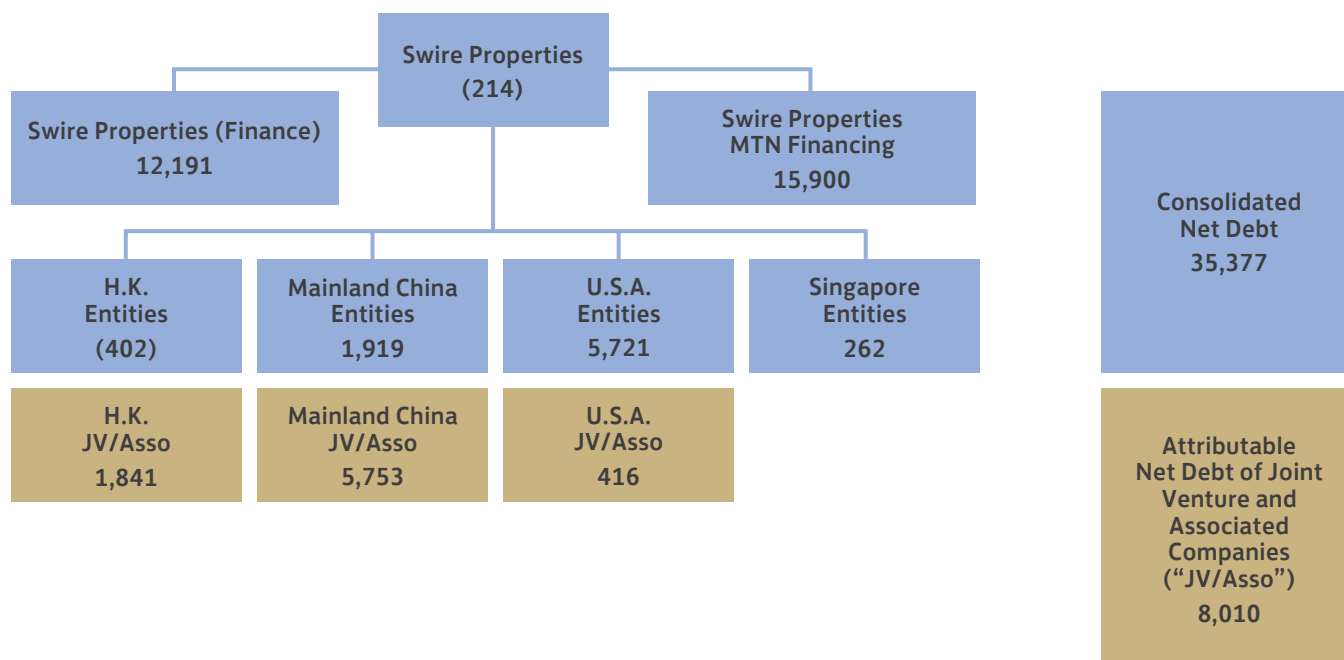 Swire Properties
(214)
Swire Properties (Finance)
12,191
Swire Properties
MTN Financing
15,900
H.K.
Entities
(402)
Mainland China
Entities
1,919
U.S.A.
Entities
5,721
Singapore
Entities
262
Consolidated
Net Debt
35,377
H.K.
JV/Asso
1,841
Mainland China
JV/Asso
5,753
U.S.A.
JV/Asso
416
Attributable
Net Debt of Joint
Venture and
Associated
Companies
(“JV/Asso”)
8,010